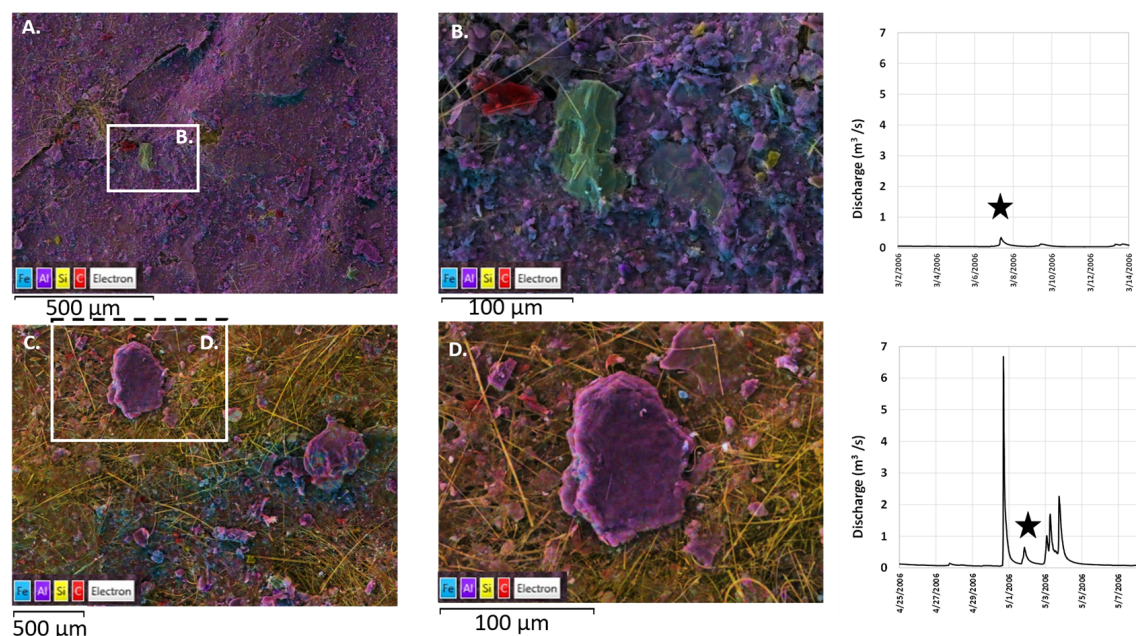 A.
B.
Fe Al Si C Electron
500 µm
B.
Fe Al Si C Electron
100 µm
Discharge (m³ /s)
7
6
5
4
3
2
1
0
3/2/2006
3/4/2006
3/6/2006
3/8/2006
3/10/2006
3/12/2006
3/14/2006
C.
D.
Fe Al Si C Electron
500 µm
D.
Fe Al Si C Electron
100 µm
Discharge (m³ /s)
7
6
5
4
3
2
1
0
4/25/2006
4/27/2006
4/29/2006
5/1/2006
5/3/2006
5/5/2006
5/7/2006